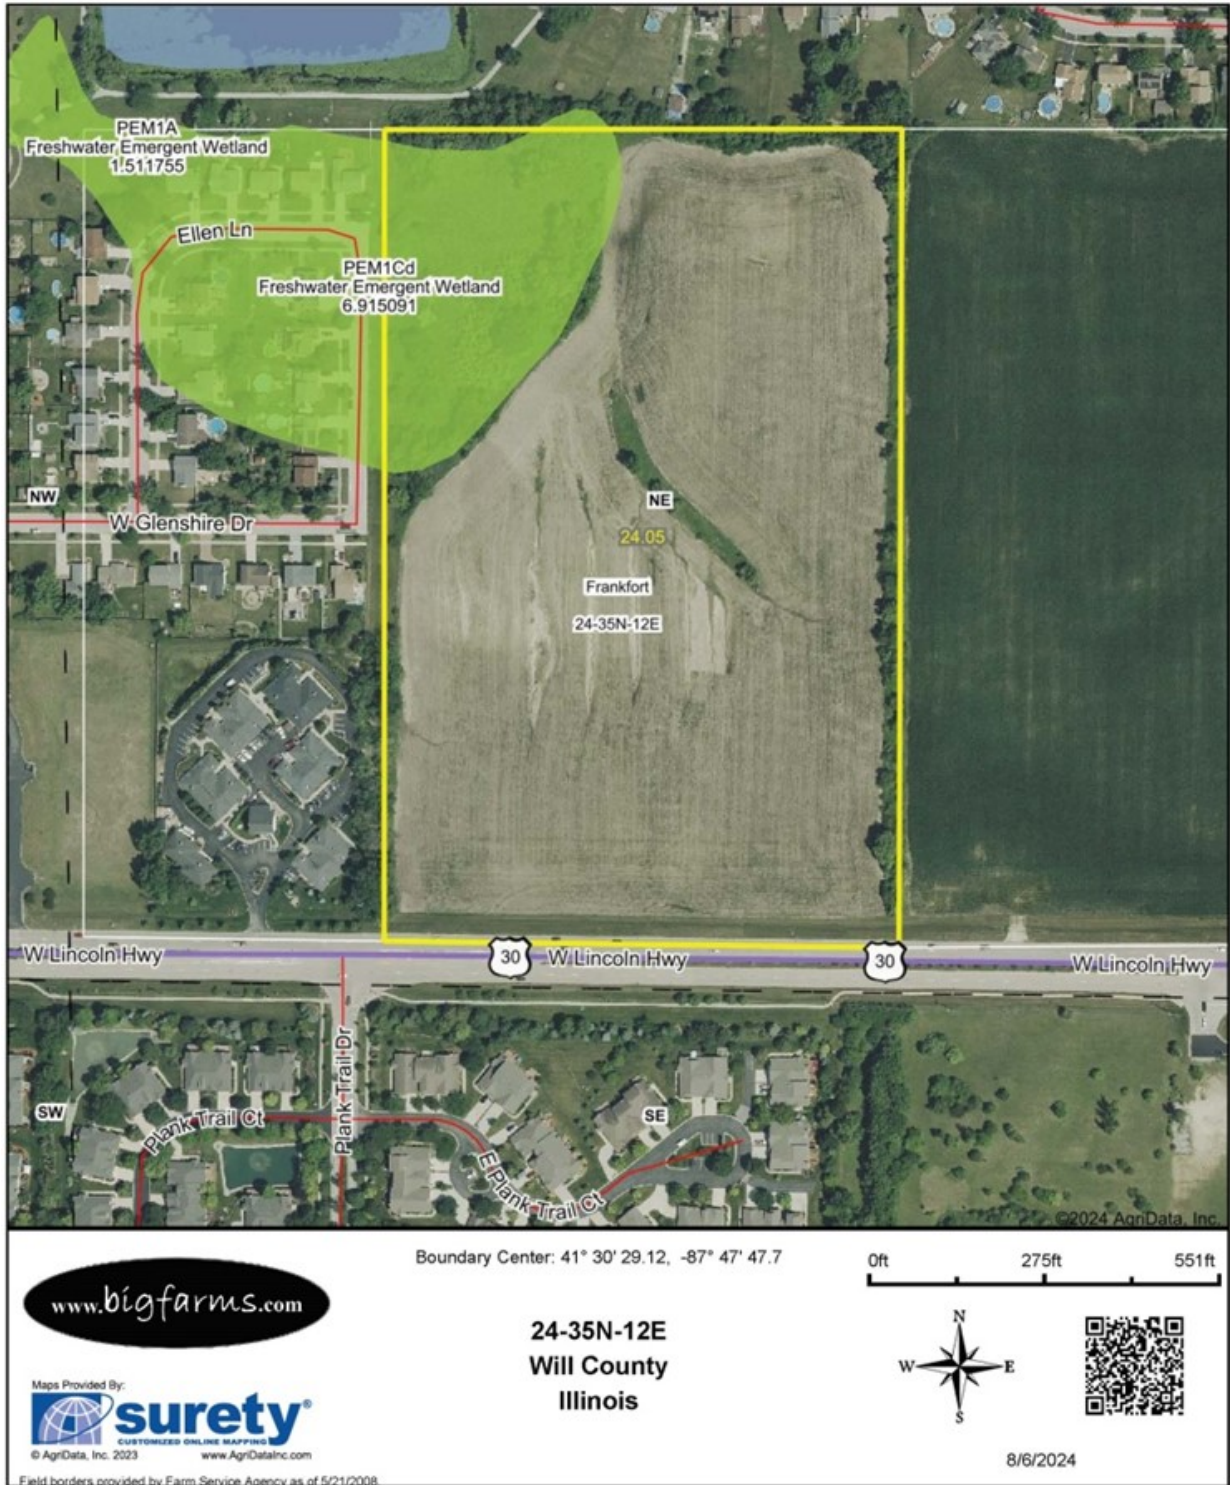 PEM1A
Freshwater Emergent Wetland
1.511755
Ellen Ln
PEM1Cd
Freshwater Emergent Wetland
6.915091
NW
W Glenshire Dr
NE
24.05
Frankfort
24-35N-12E
W Lincoln Hwy
30
W Lincoln Hwy
30
W Lincoln Hwy
Plank Trail Dr
SW
Plank Trail Ct
SE
E Plank Trail Ct
©2024 AgriData, Inc.
www.bigfarms.com
Boundary Center: 41° 30' 29.12, -87° 47' 47.7
0ft 275ft 551ft
24-35N-12E
Will County
Illinois
N
W E
S
Maps Provided By:
surety®
CUSTOMIZED ONLINE MAPPING
© AgriData, Inc. 2023 www.AgriDataInc.com
8/6/2024
Field borders provided by Farm Service Agency as of 5/21/2008.